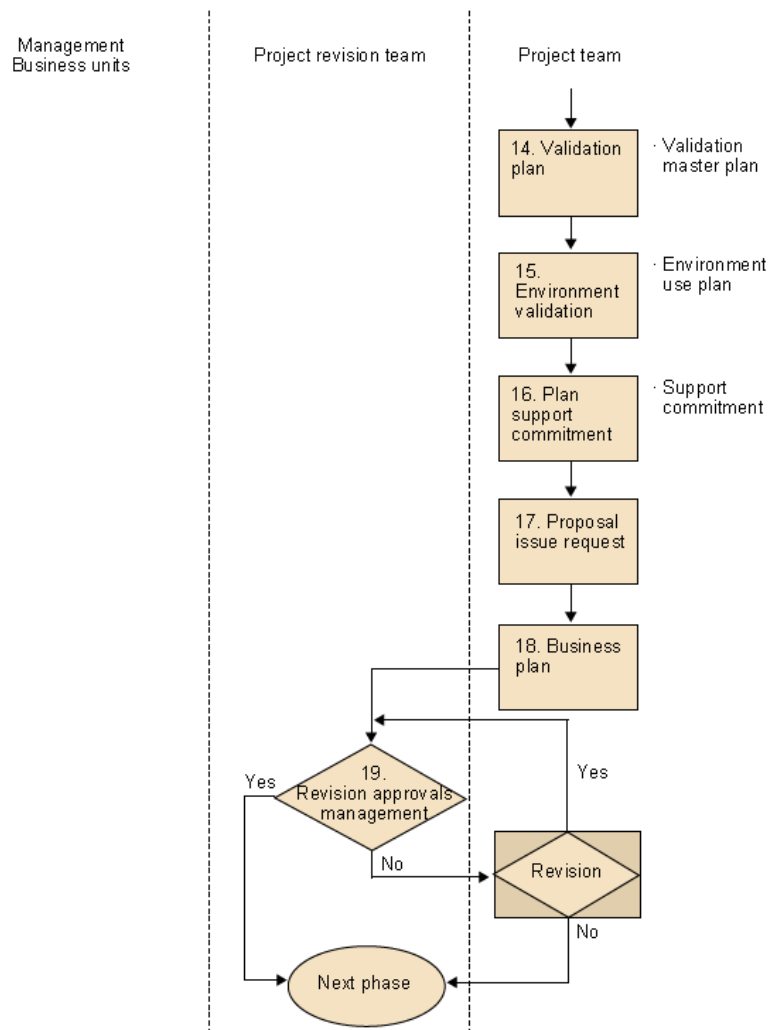 Management
Business units
Project revision team
Project team
14. Validation
plan
· Validation
master plan
15.
Environment
validation
· Environment
use plan
16. Plan
support
commitment
· Support
commitment
17. Proposal
issue request
18. Business
plan
19.
Revision approvals
management
Yes
Yes
No
Revision
No
Next phase